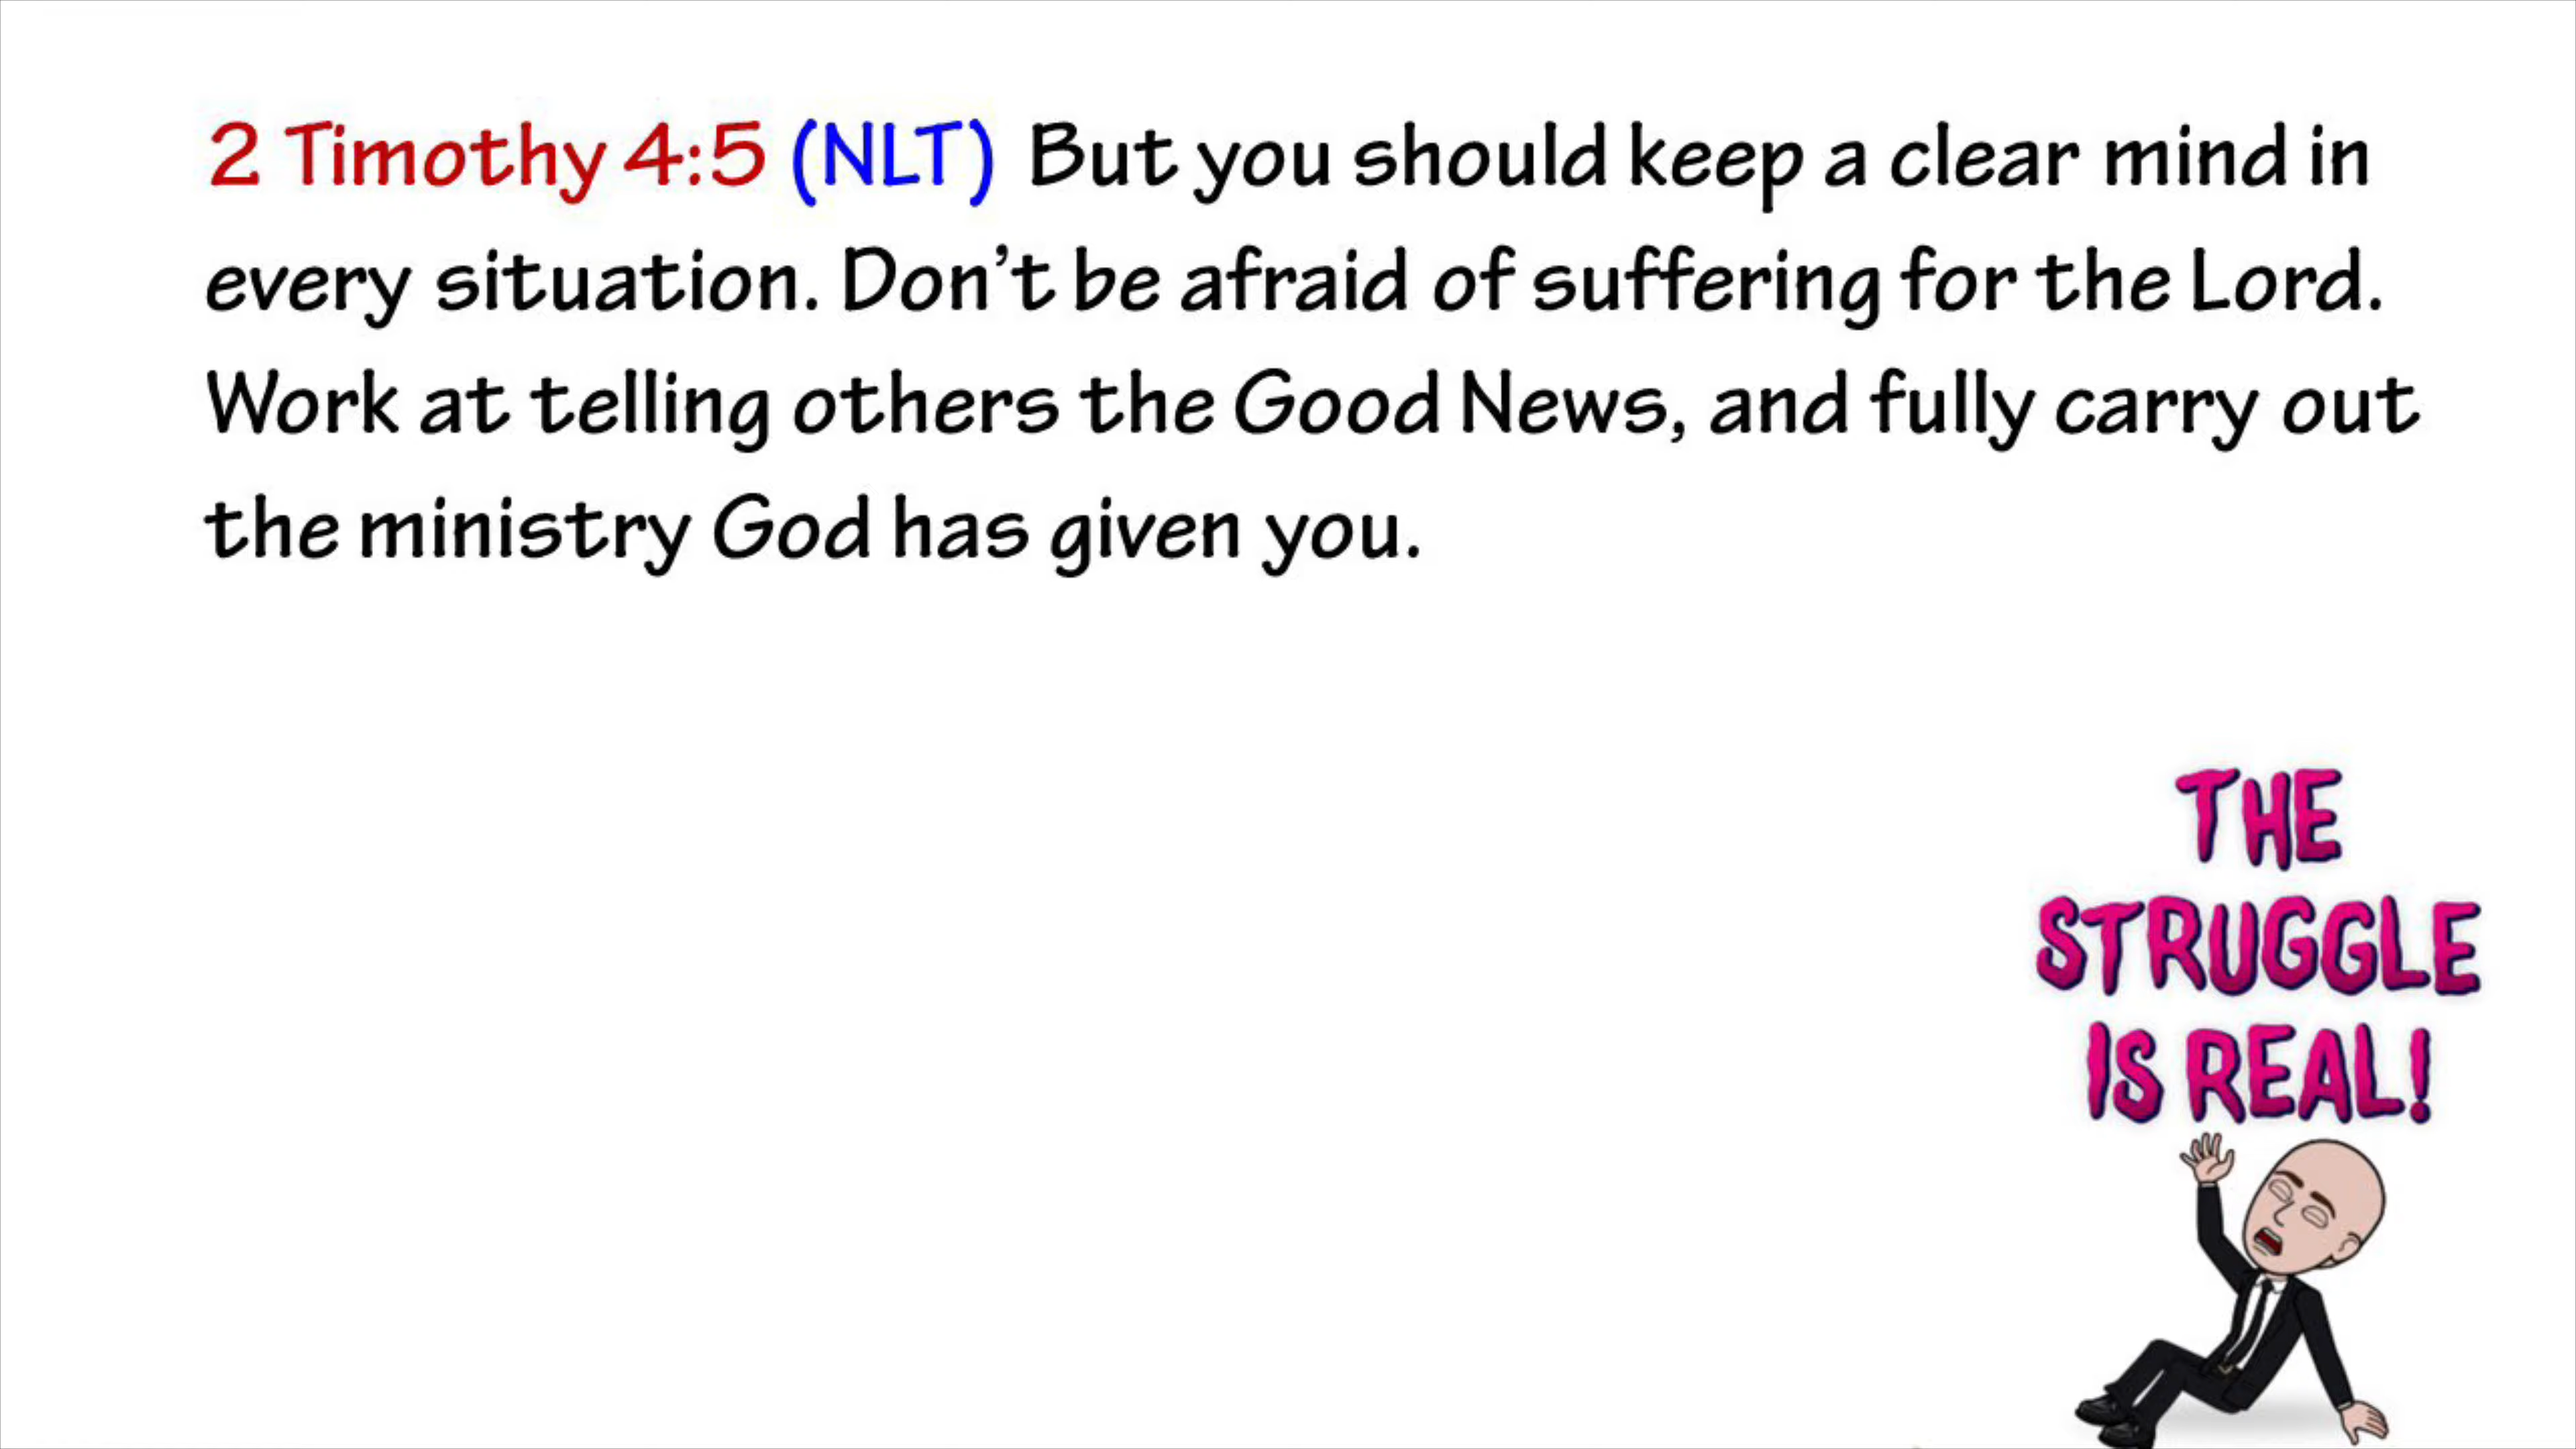 2 Timothy 4:5 (NLT) But you should keep a clear mind in
every situation. Don't be afraid of suffering for the Lord.
Work at telling others the Good News, and fully carry out
the ministry God has given you.
THE
STRUGGLE
IS REAL!